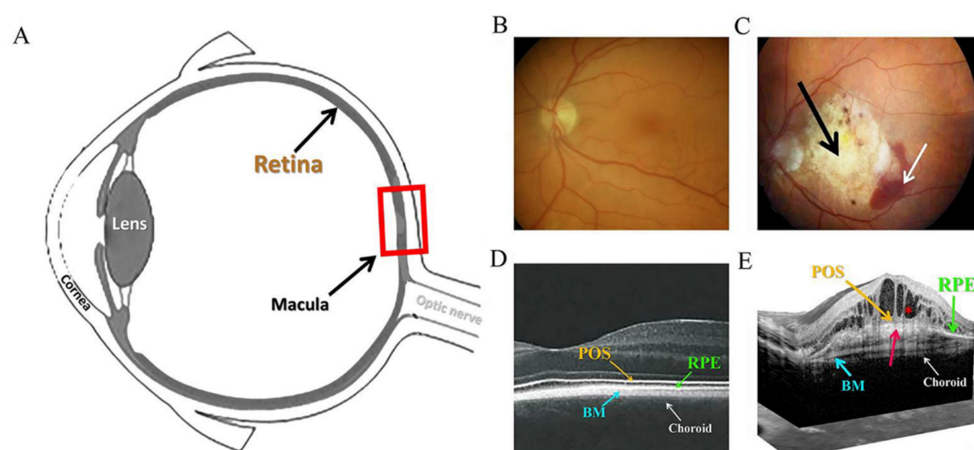 A
Retina
Lens
Cornea
Macula
Optic nerve
B
C
D
POS
RPE
BM
Choroid
E
POS
RPE
*
BM
Choroid